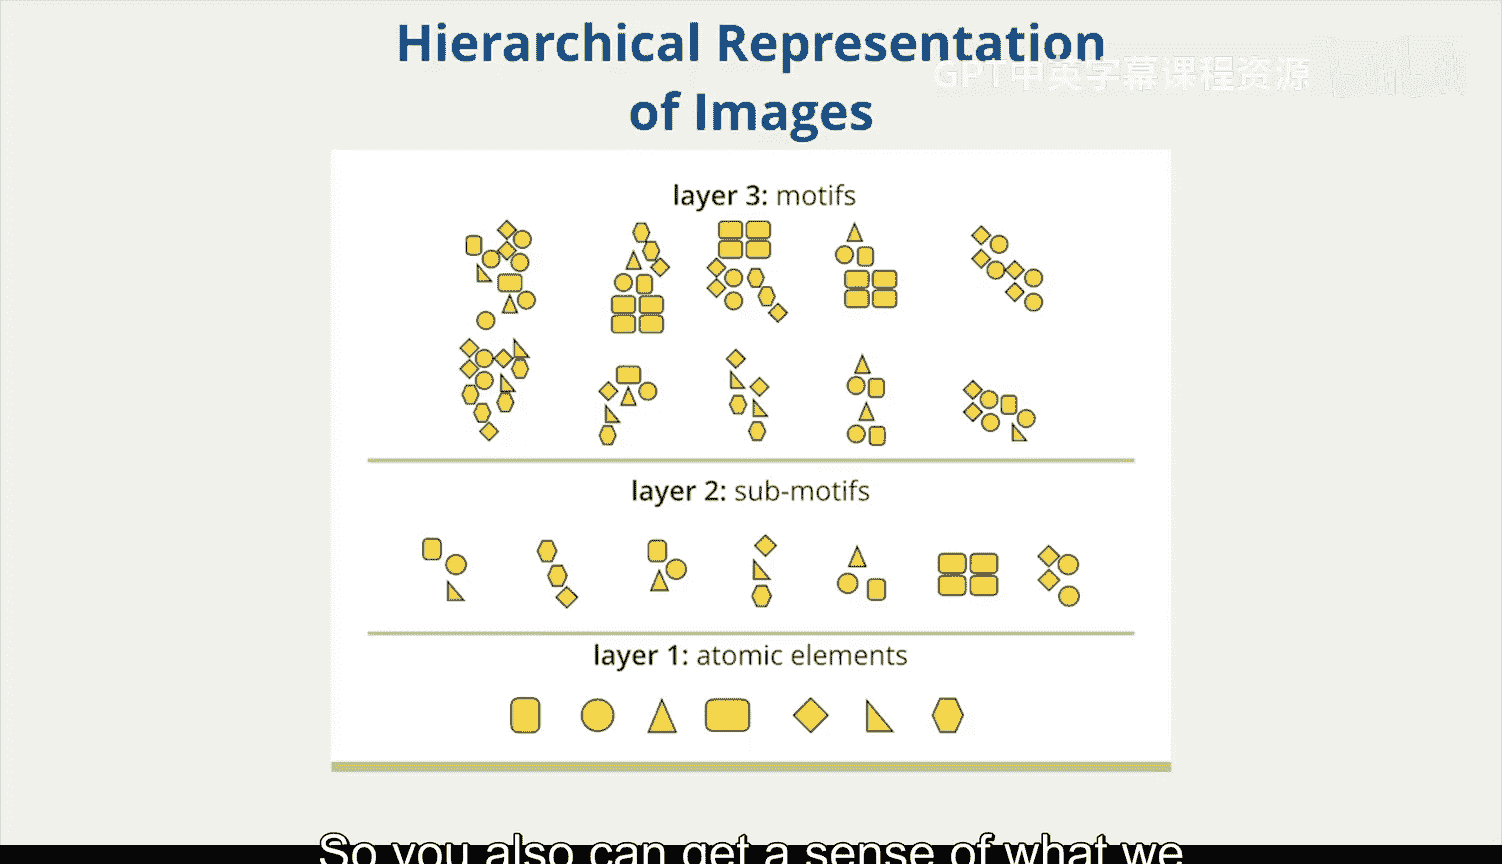 Hierarchical Representation
GPT中英字幕课程资源
of Images
layer 3: motifs
layer 2: sub-motifs
layer 1: atomic elements
So you also can get a sense of what we